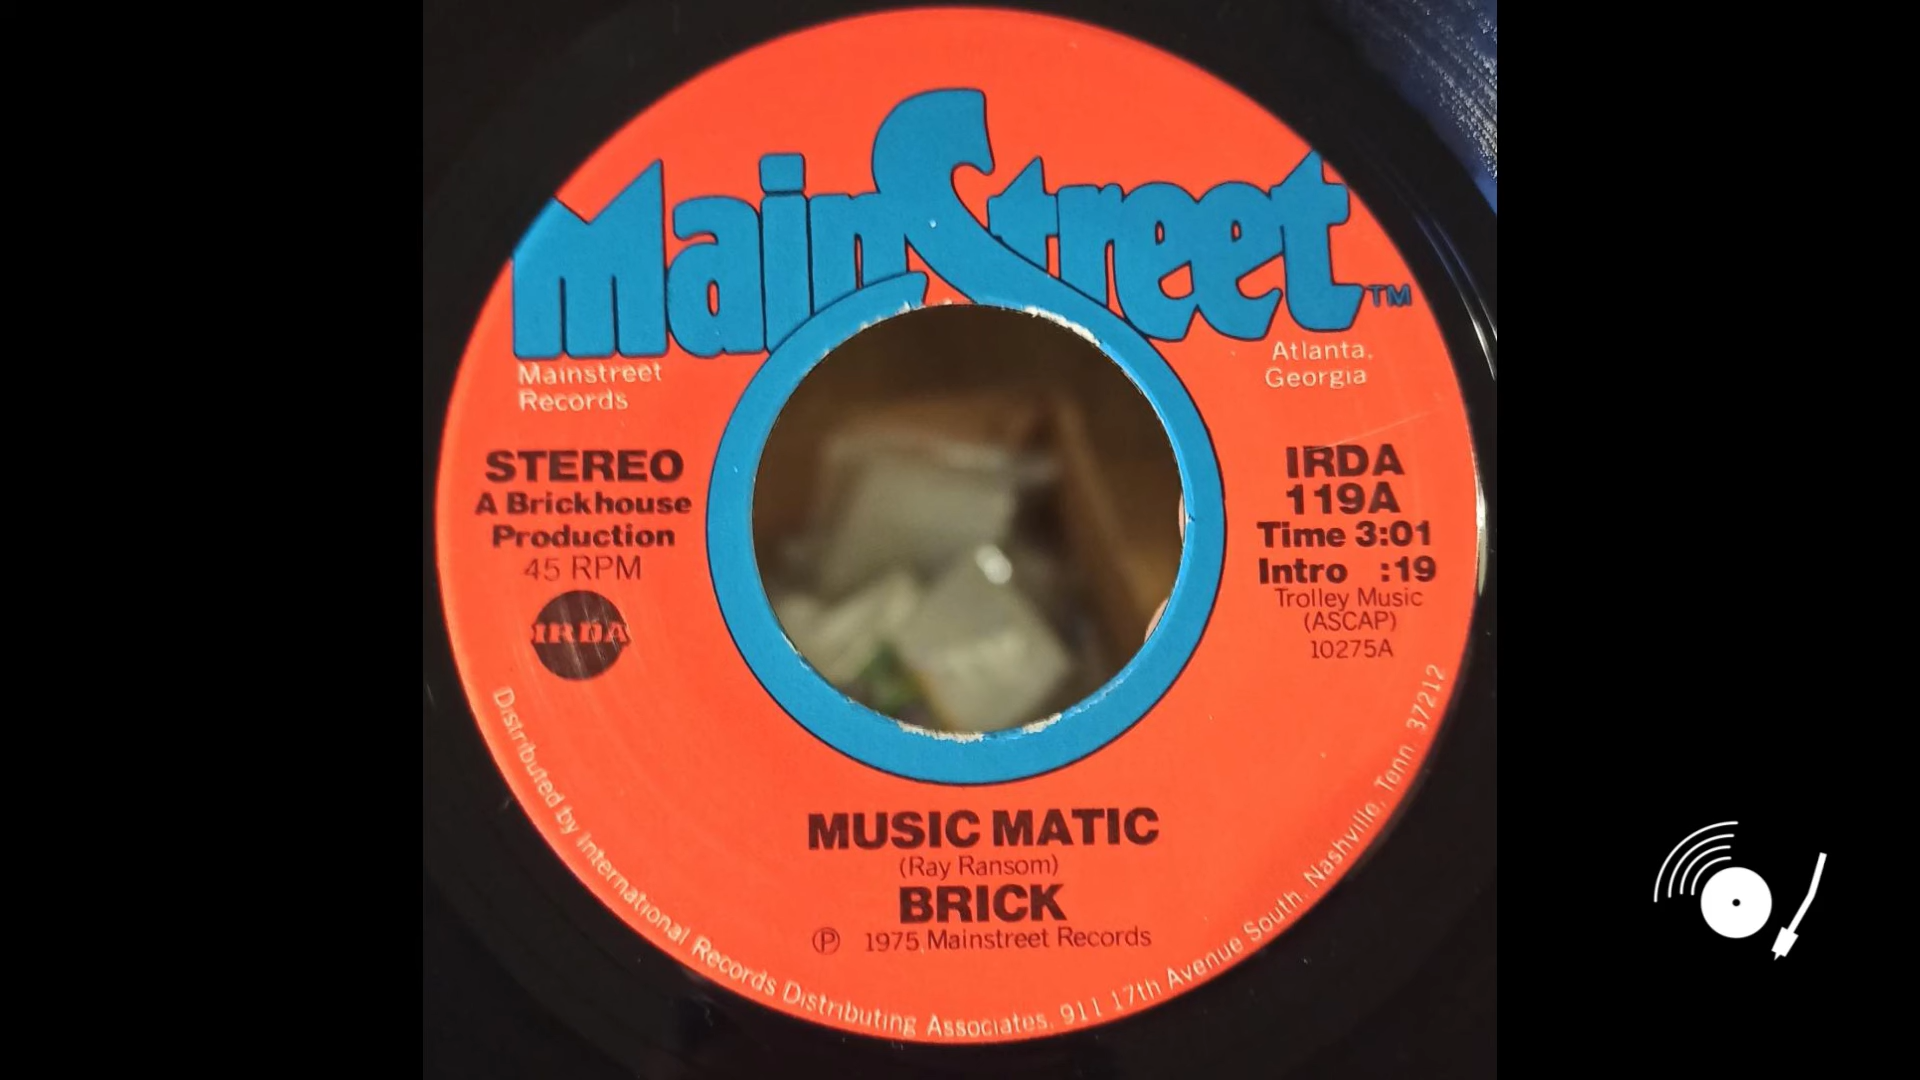 MainStreet™
Mainstreet
Records
Atlanta,
Georgia
STEREO
A Brickhouse
Production
45 RPM
IRDA
IRDA
119A
Time 3:01
Intro :19
Trolley Music
(ASCAP)
10275A
MUSIC MATIC
(Ray Ransom)
BRICK
Ⓟ 1975 Mainstreet Records
Distributed by International Records Distributing Associates, 911 17th Avenue South, Nashville, Tenn. 37212